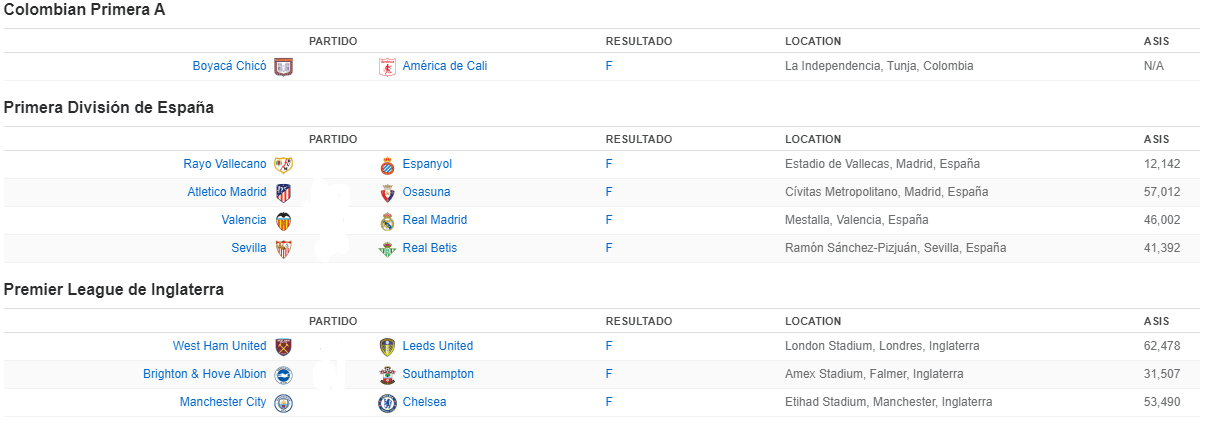 Colombian Primera A
PARTIDO RESULTADO LOCATION ASIS
Boyacá Chicó América de Cali F La Independencia, Tunja, Colombia N/A
Primera División de España
PARTIDO RESULTADO LOCATION ASIS
Rayo Vallecano Espanyol F Estadio de Vallecas, Madrid, España 12,142
Atletico Madrid Osasuna F Cívitas Metropolitano, Madrid, España 57,012
Valencia Real Madrid F Mestalla, Valencia, España 46,002
Sevilla Real Betis F Ramón Sánchez-Pizjuán, Sevilla, España 41,392
Premier League de Inglaterra
PARTIDO RESULTADO LOCATION ASIS
West Ham United Leeds United F London Stadium, Londres, Inglaterra 62,478
Brighton & Hove Albion Southampton F Amex Stadium, Falmer, Inglaterra 31,507
Manchester City Chelsea F Etihad Stadium, Manchester, Inglaterra 53,490